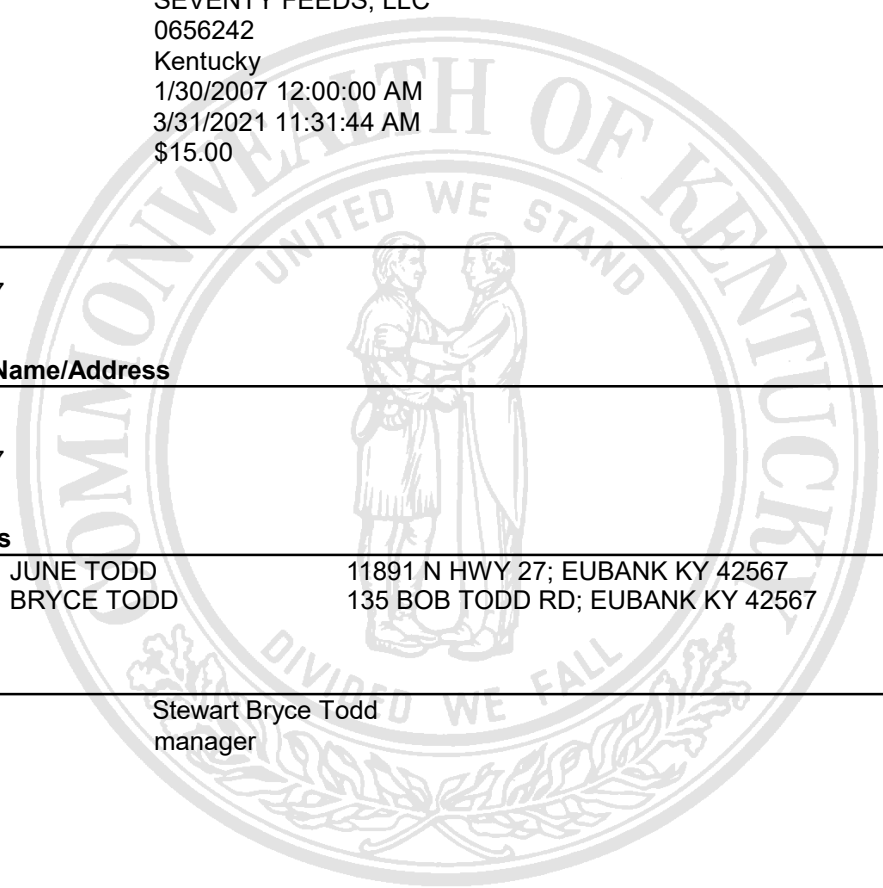 SEVENTY FEEDS, LLC
0656242
Kentucky
1/30/2007 12:00:00 AM
3/31/2021 11:31:44 AM
$15.00
Name/Address
JUNE TODD 11891 N HWY 27; EUBANK KY 42567
BRYCE TODD 135 BOB TODD RD; EUBANK KY 42567
Stewart Bryce Todd
manager
COMMONWEALTH OF KENTUCKY
UNITED WE STAND
DIVIDED WE FALL